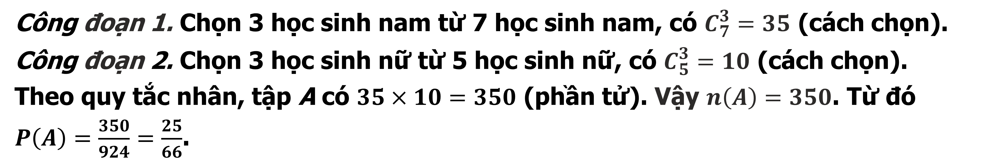 Công đoạn 1. Chọn 3 học sinh nam từ 7 học sinh nam, có $C_7^3 = 35$ (cách chọn).
Công đoạn 2. Chọn 3 học sinh nữ từ 5 học sinh nữ, có $C_5^3 = 10$ (cách chọn).
Theo quy tắc nhân, tập A có $35 \times 10 = 350$ (phần tử). Vậy $n(A) = 350$. Từ đó
$P(A) = \frac{350}{924} = \frac{25}{66}$.